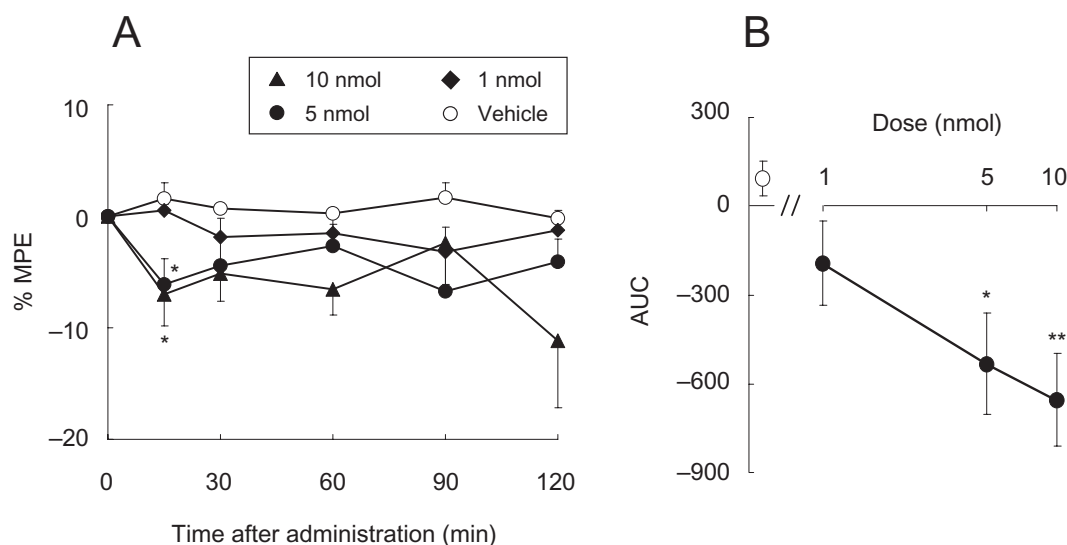 A
B
10 nmol
1 nmol
5 nmol
Vehicle
10
0
–10
–20
% MPE
*
*
0
30
60
90
120
Time after administration (min)
300
0
–300
–600
–900
AUC
Dose (nmol)
1
5
10
//
*
**